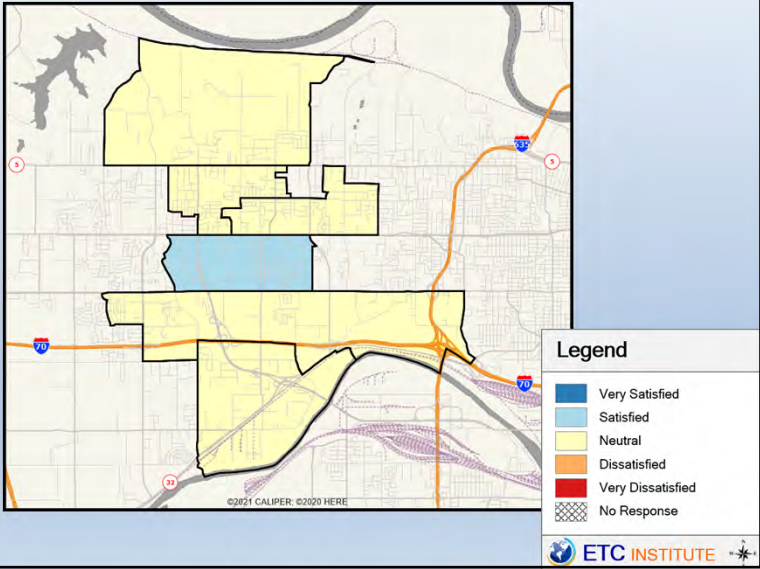 635
5
5
70
70
32
©2021 CALIPER; ©2020 HERE
Legend
Very Satisfied
Satisfied
Neutral
Dissatisfied
Very Dissatisfied
No Response
ETC INSTITUTE
N
W
E
S